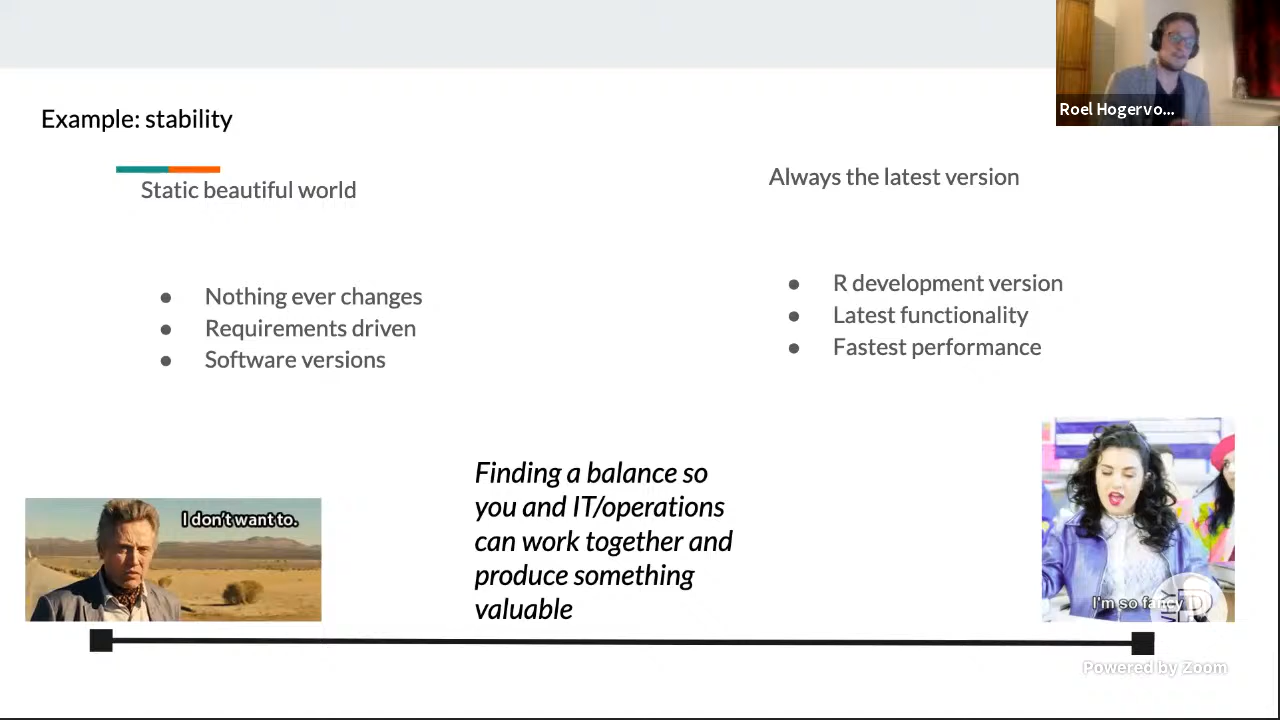 Roel Hogervo...
Example: stability
Static beautiful world
Nothing ever changes
Requirements driven
Software versions
Always the latest version
R development version
Latest functionality
Fastest performance
I don't want to.
Finding a balance so
you and IT/operations
can work together and
produce something
valuable
I'm so fancy
Powered by Zoom